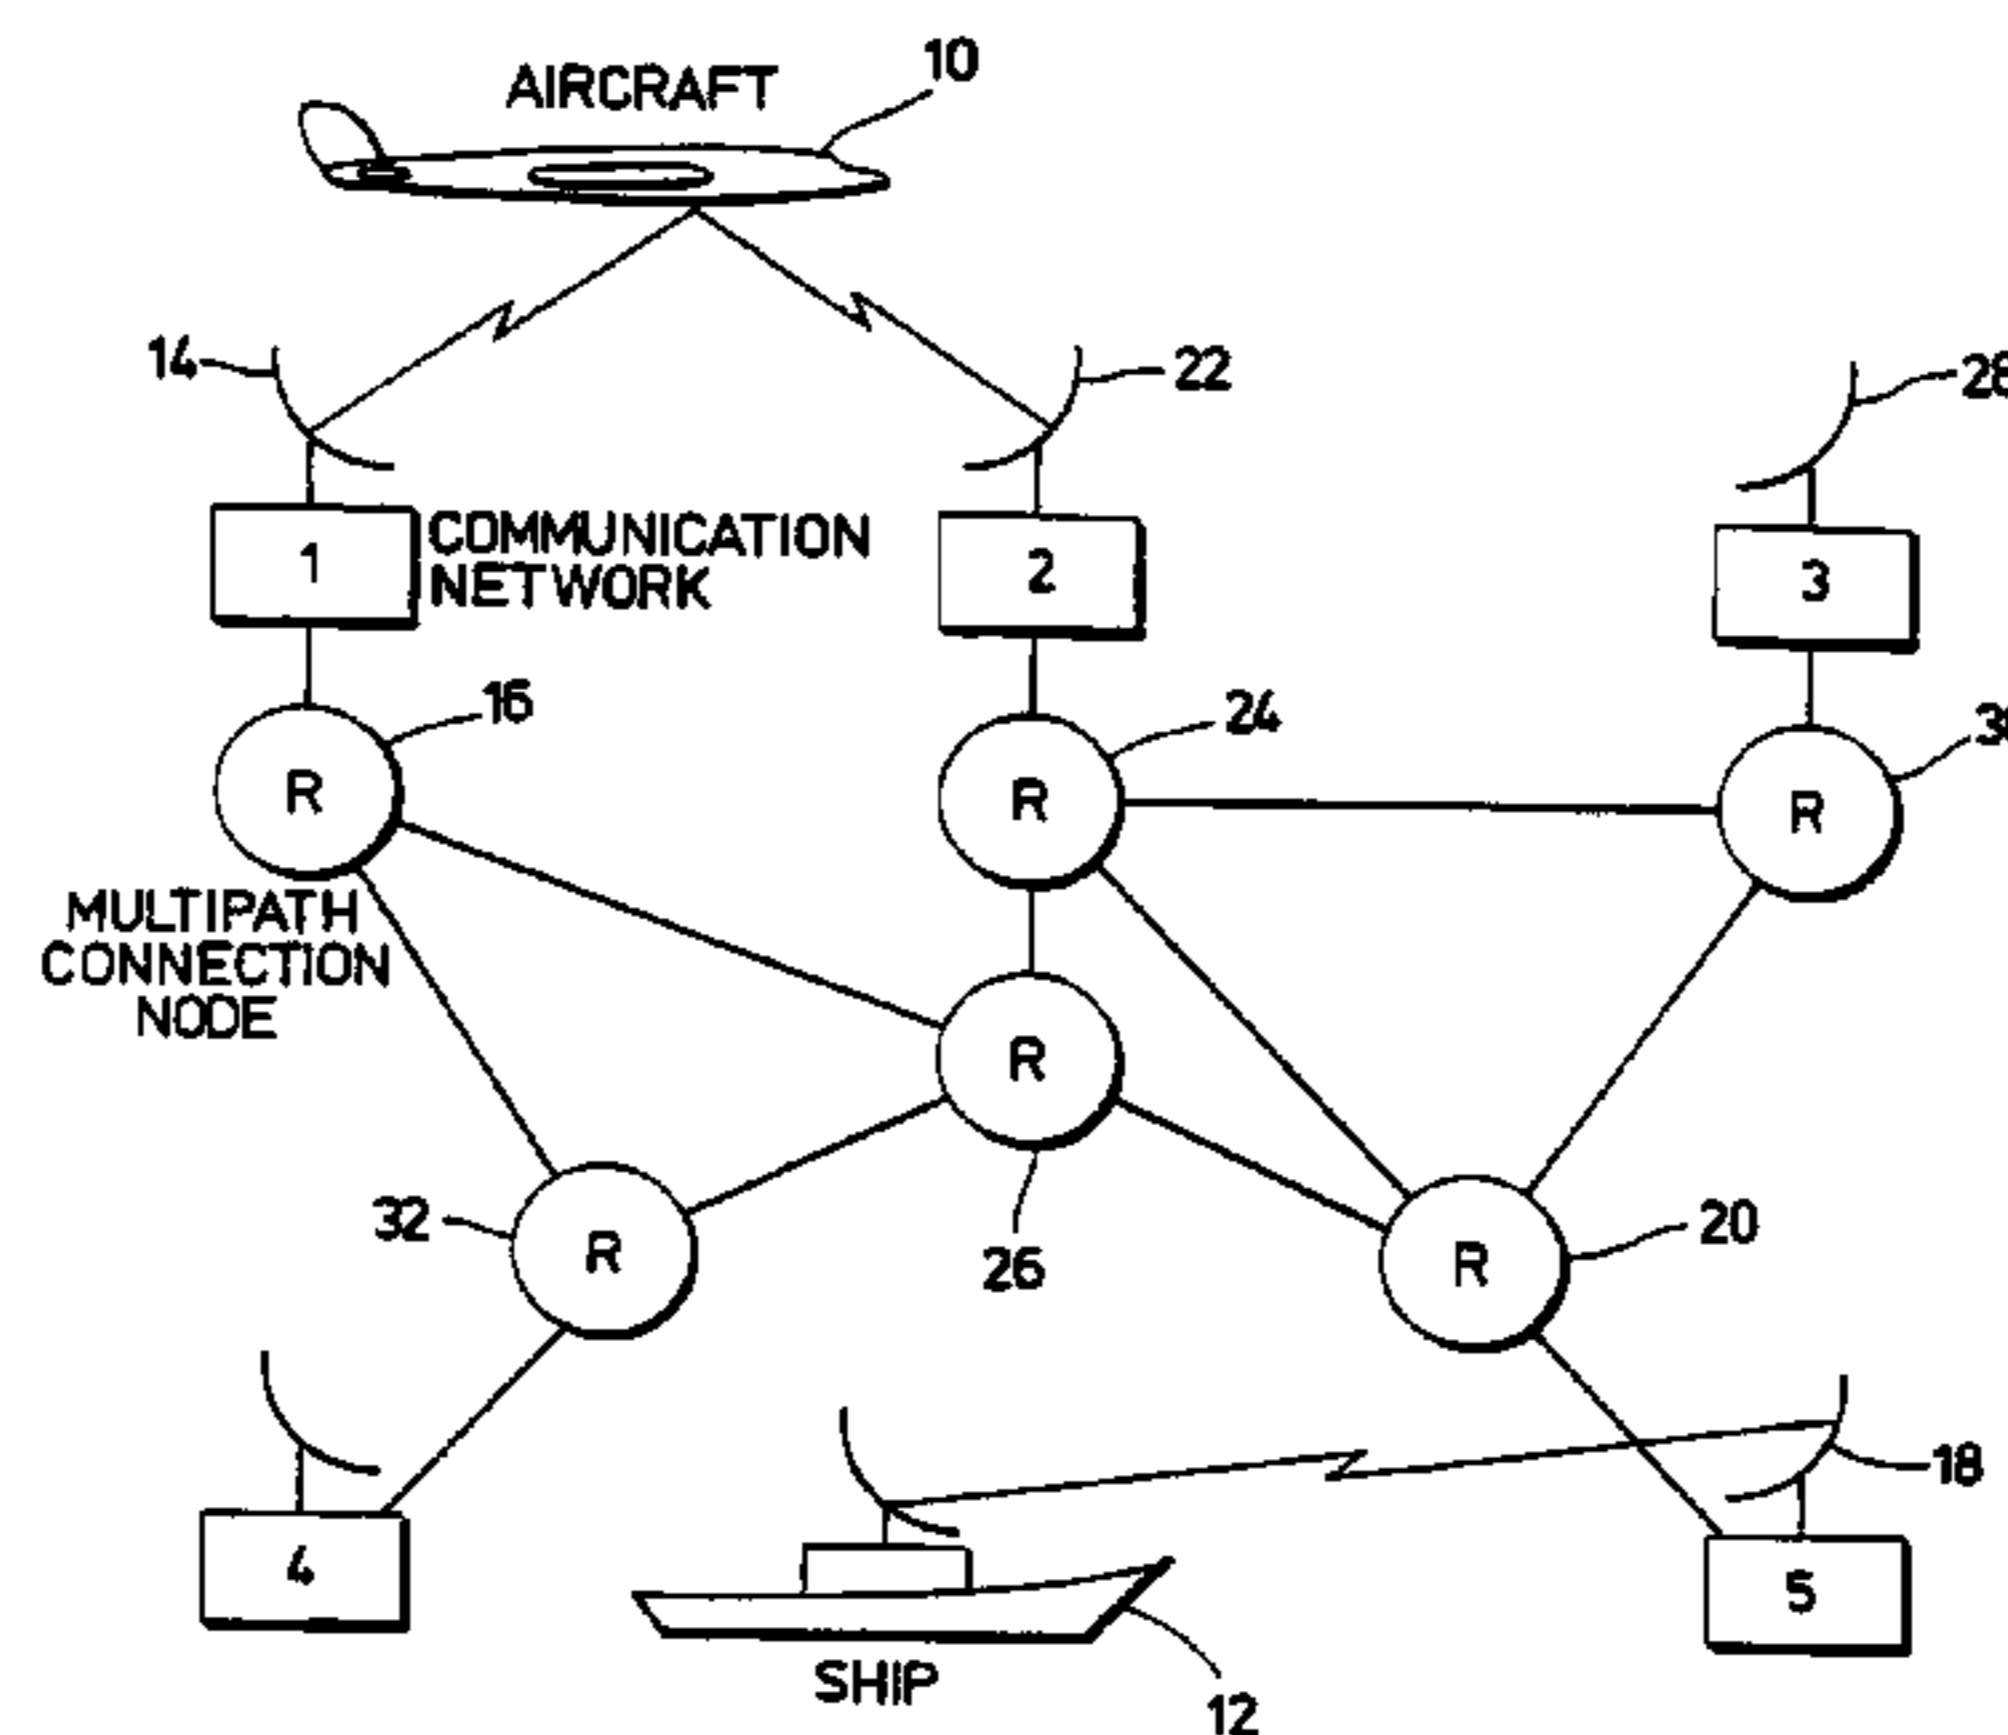 AIRCRAFT
10
14
22
1
COMMUNICATION
NETWORK
2
3
16
24
R
R
R
MULTIPATH
CONNECTION
NODE
R
32
R
26
R
20
18
4
5
SHIP
12